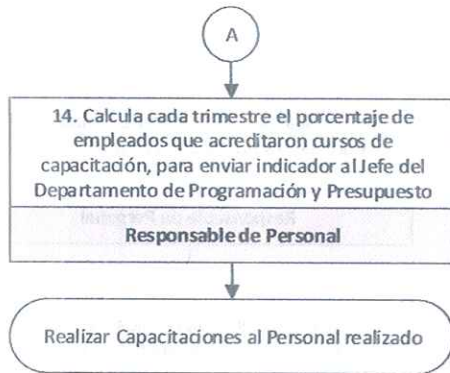 A
14. Calcula cada trimestre el porcentaje de
empleados que acreditaron cursos de
capacitación, para enviar indicador al Jefe del
Departamento de Programación y Presupuesto
Responsable de Personal
Realizar Capacitaciones al Personal realizado